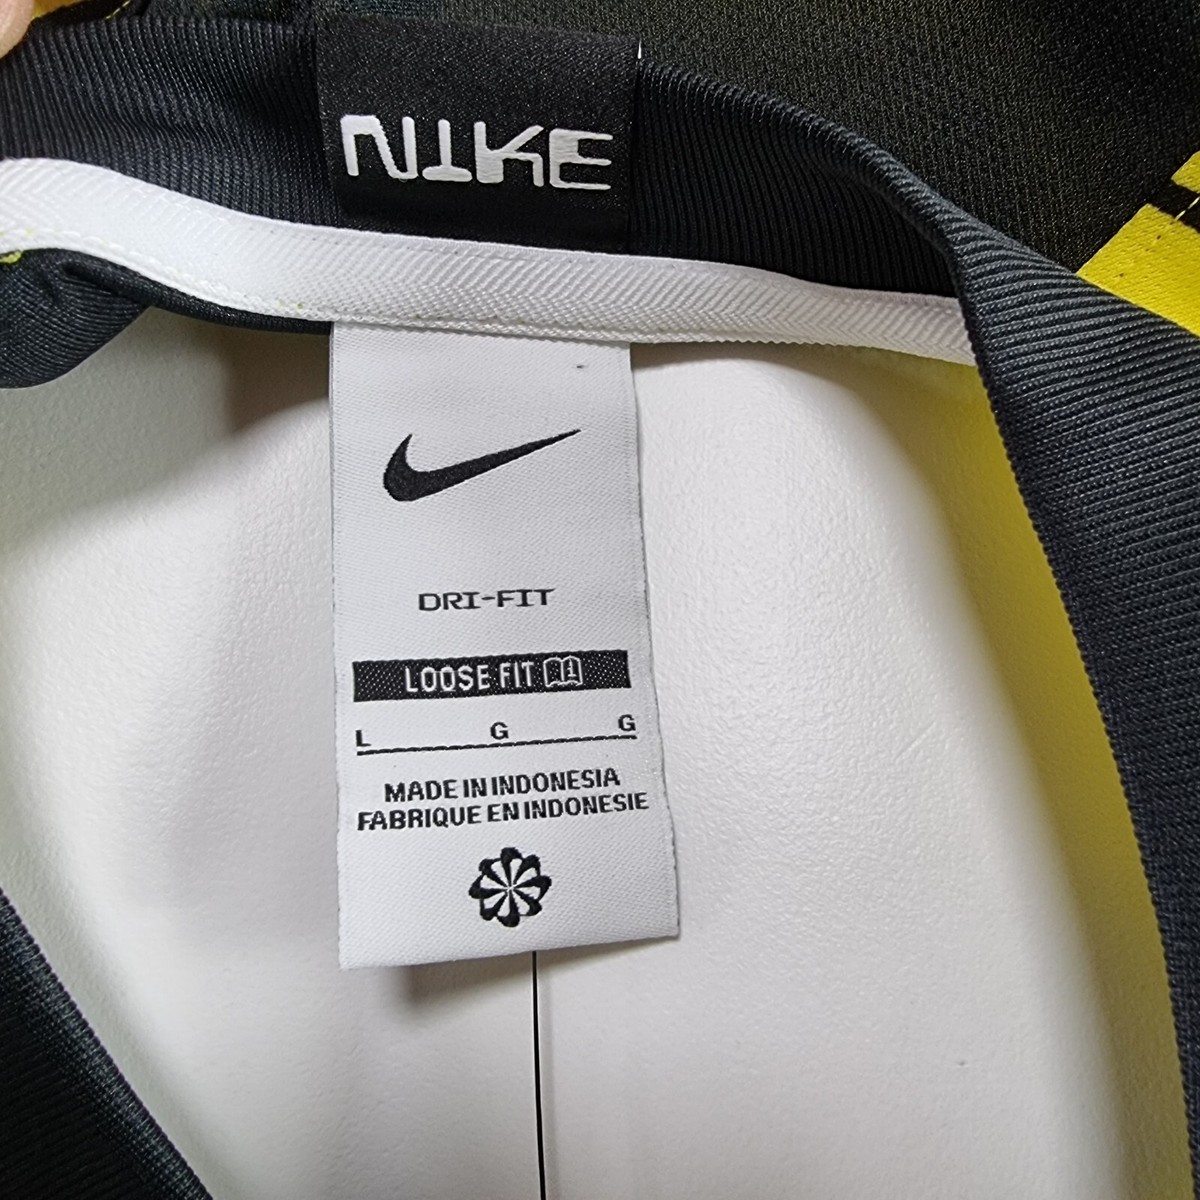 NIKE
DRI-FIT
LOOSE FIT
L G G
MADE IN INDONESIA
FABRIQUE EN INDONESIE